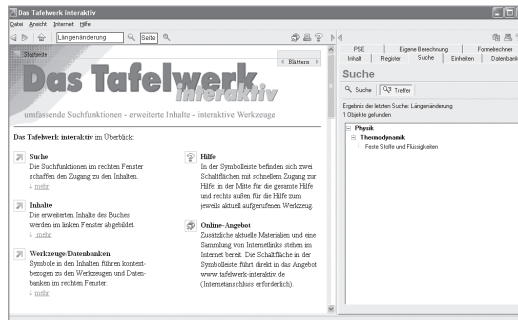 Das Tafelwerk interaktiv
Datei Ansicht Internet Hilfe
Längenänderung Seite
Startseite
Blättern
Das Tafelwerk
interaktiv
umfassende Suchfunktionen - erweiterte Inhalte - interaktive Werkzeuge
Das Tafelwerk interaktiv im Überblick:
Suche
Die Suchfunktionen im rechten Fenster
schaffen den Zugang zu den Inhalten.
↓ mehr
Inhalte
Die erweiterten Inhalte des Buches
werden im linken Fenster abgebildet.
↓ mehr
Werkzeuge/Datenbanken
Symbole in den Inhalten führen kontext-
bezogen zu den Werkzeugen und Daten-
banken im rechten Fenster.
↓ mehr
Hilfe
In der Symbolleiste befinden sich zwei
Schaltflächen mit schnellem Zugang zur
Hilfe: in der Mitte für die gesamte Hilfe
und rechts außen für die Hilfe zum
jeweils aktuell aufgerufenen Werkzeug.
Online-Angebot
Zusätzliche aktuelle Materialien und eine
Sammlung von Internetlinks stehen im
Internet bereit. Die Schaltfläche in der
Symbolleiste führt direkt in das Angebot
www.tafelwerk-interaktiv.de
(Internetanschluss erforderlich).
PSE Eigene Berechnung Formelrechner
Inhalt Register Suche Einheiten Datenbank
Suche
Suche Treffer
Ergebnis der letzten Suche: Längenänderung
1 Objekte gefunden
Physik
Thermodynamik
Feste Stoffe und Flüssigkeiten